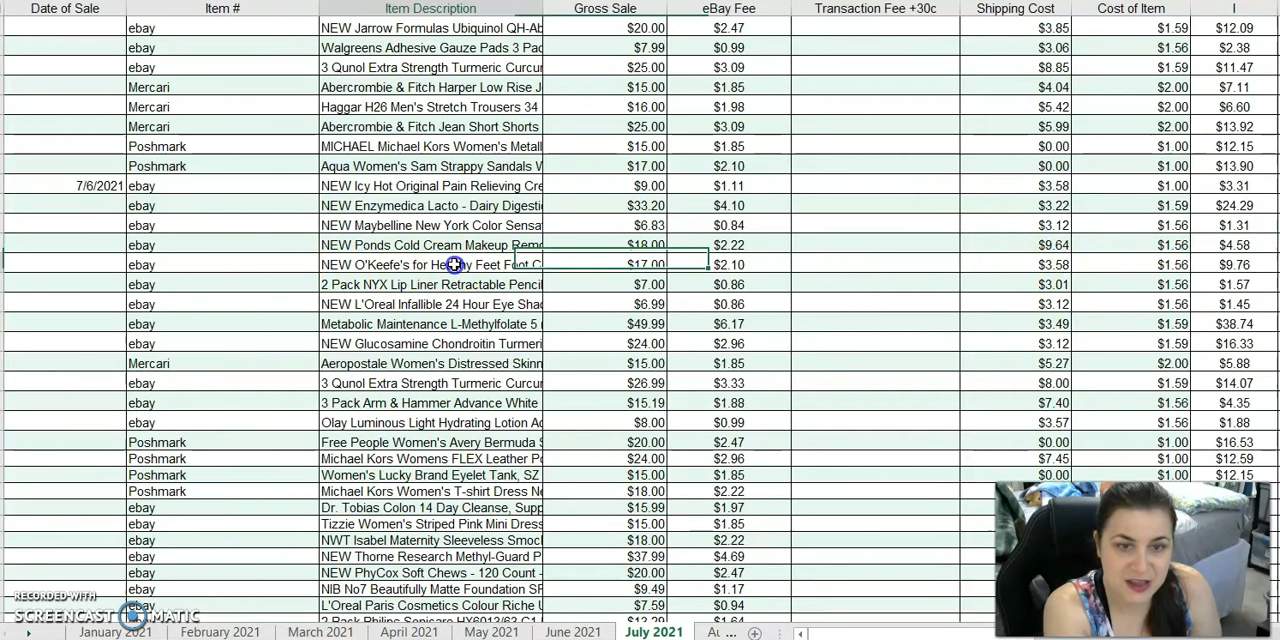 Date of Sale Item # Item Description Gross Sale eBay Fee Transaction Fee +30c Shipping Cost Cost of Item I
ebay NEW Jarrow Formulas Ubiquinol QH-Ab $20.00 $2.47 $3.85 $1.59 $12.09
ebay Walgreens Adhesive Gauze Pads 3 Pac $7.99 $0.99 $3.06 $1.56 $2.38
ebay 3 Qunol Extra Strength Turmeric Curcur $25.00 $3.09 $8.85 $1.59 $11.47
Mercari Abercrombie & Fitch Harper Low Rise J $15.00 $1.85 $4.04 $2.00 $7.11
Mercari Haggar H26 Men's Stretch Trousers 34 $16.00 $1.98 $5.42 $2.00 $6.60
Mercari Abercrombie & Fitch Jean Short Shorts $25.00 $3.09 $5.99 $2.00 $13.92
Poshmark MICHAEL Michael Kors Women's Metall $15.00 $1.85 $0.00 $1.00 $12.15
Poshmark Aqua Women's Sam Strappy Sandals W $17.00 $2.10 $0.00 $1.00 $13.90
7/6/2021 ebay NEW Icy Hot Original Pain Relieving Cre $9.00 $1.11 $3.58 $1.00 $3.31
ebay NEW Enzymedica Lacto - Dairy Digesti $33.20 $4.10 $3.22 $1.00 $24.29
ebay NEW Maybelline New York Color Sensa $6.83 $0.84 $3.12 $1.56 $1.31
ebay NEW Ponds Cold Cream Makeup Remo $18.00 $2.22 $9.64 $1.56 $4.58
ebay NEW O'Keefe's for Healthy Feet Foot C $17.00 $2.10 $3.58 $1.56 $9.76
ebay 2 Pack NYX Lip Liner Retractable Pencil $7.00 $0.86 $3.01 $1.56 $1.57
ebay NEW L'Oreal Infallible 24 Hour Eye Shad $6.99 $0.86 $3.12 $1.56 $1.45
ebay Metabolic Maintenance L-Methylfolate 5 $49.99 $6.17 $3.49 $1.59 $38.74
ebay NEW Glucosamine Chondroitin Turmeri $24.00 $2.96 $3.12 $1.59 $16.33
Mercari Aeropostale Women's Distressed Skinn $15.00 $1.85 $5.27 $2.00 $5.88
ebay 3 Qunol Extra Strength Turmeric Curcur $26.99 $3.33 $8.00 $1.59 $14.07
ebay 3 Pack Arm & Hammer Advance White $15.19 $1.88 $7.40 $1.56 $4.35
ebay Olay Luminous Light Hydrating Lotion Ad $8.00 $0.99 $3.57 $1.56 $1.88
Poshmark Free People Women's Avery Bermuda S $20.00 $2.47 $0.00 $1.00 $16.53
Poshmark Michael Kors Womens FLEX Leather Po $24.00 $2.96 $7.45 $1.00 $12.59
Poshmark Women's Lucky Brand Eyelet Tank, SZ $15.00 $1.85 $0.00 $1.00 $12.15
Poshmark Michael Kors Women's T-shirt Dress Ne $18.00 $2.22
ebay Dr. Tobias Colon 14 Day Cleanse, Supp $15.99 $1.97
ebay Tizzie Women's Striped Pink Mini Dress $15.00 $1.85
ebay NWT Isabel Maternity Sleeveless Smock $18.00 $2.22
ebay NEW Thorne Research Methyl-Guard P $37.99 $4.69
ebay NEW PhyCox Soft Chews - 120 Count - $20.00 $2.47
ebay NIB No7 Beautifully Matte Foundation SF $9.49 $1.17
ebay L'Oreal Paris Cosmetics Colour Riche L $7.59 $0.94
RECORDED WITH
SCREENCAST MATIC
January 2021 February 2021 March 2021 April 2021 May 2021 June 2021 July 2021 Au ...